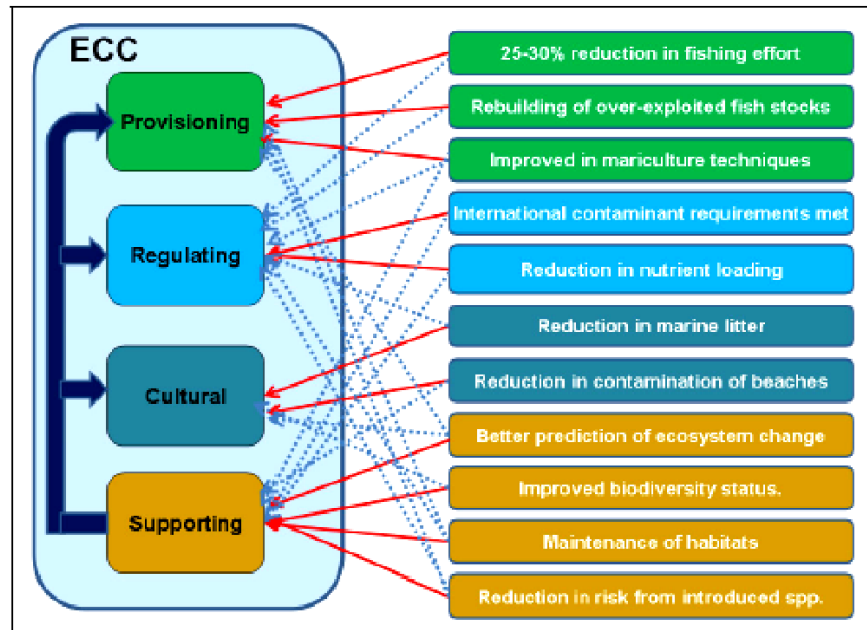 ECC
Provisioning
Regulating
Cultural
Supporting
25-30% reduction in fishing effort
Rebuilding of over-exploited fish stocks
Improved in mariculture techniques
International contaminant requirements met
Reduction in nutrient loading
Reduction in marine litter
Reduction in contamination of beaches
Better prediction of ecosystem change
Improved biodiversity status.
Maintenance of habitats
Reduction in risk from introduced spp.